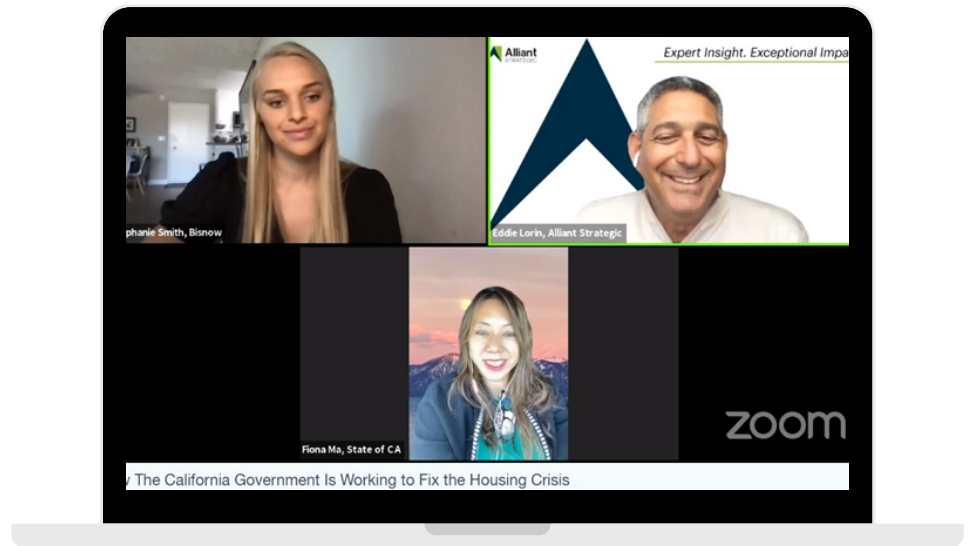 Alliant
STRATEGIC
Expert Insight. Exceptional Impa
phanie Smith, Bisnow
Eddie Lorin, Alliant Strategic
Fiona Ma, State of CA
zoom
The California Government Is Working to Fix the Housing Crisis